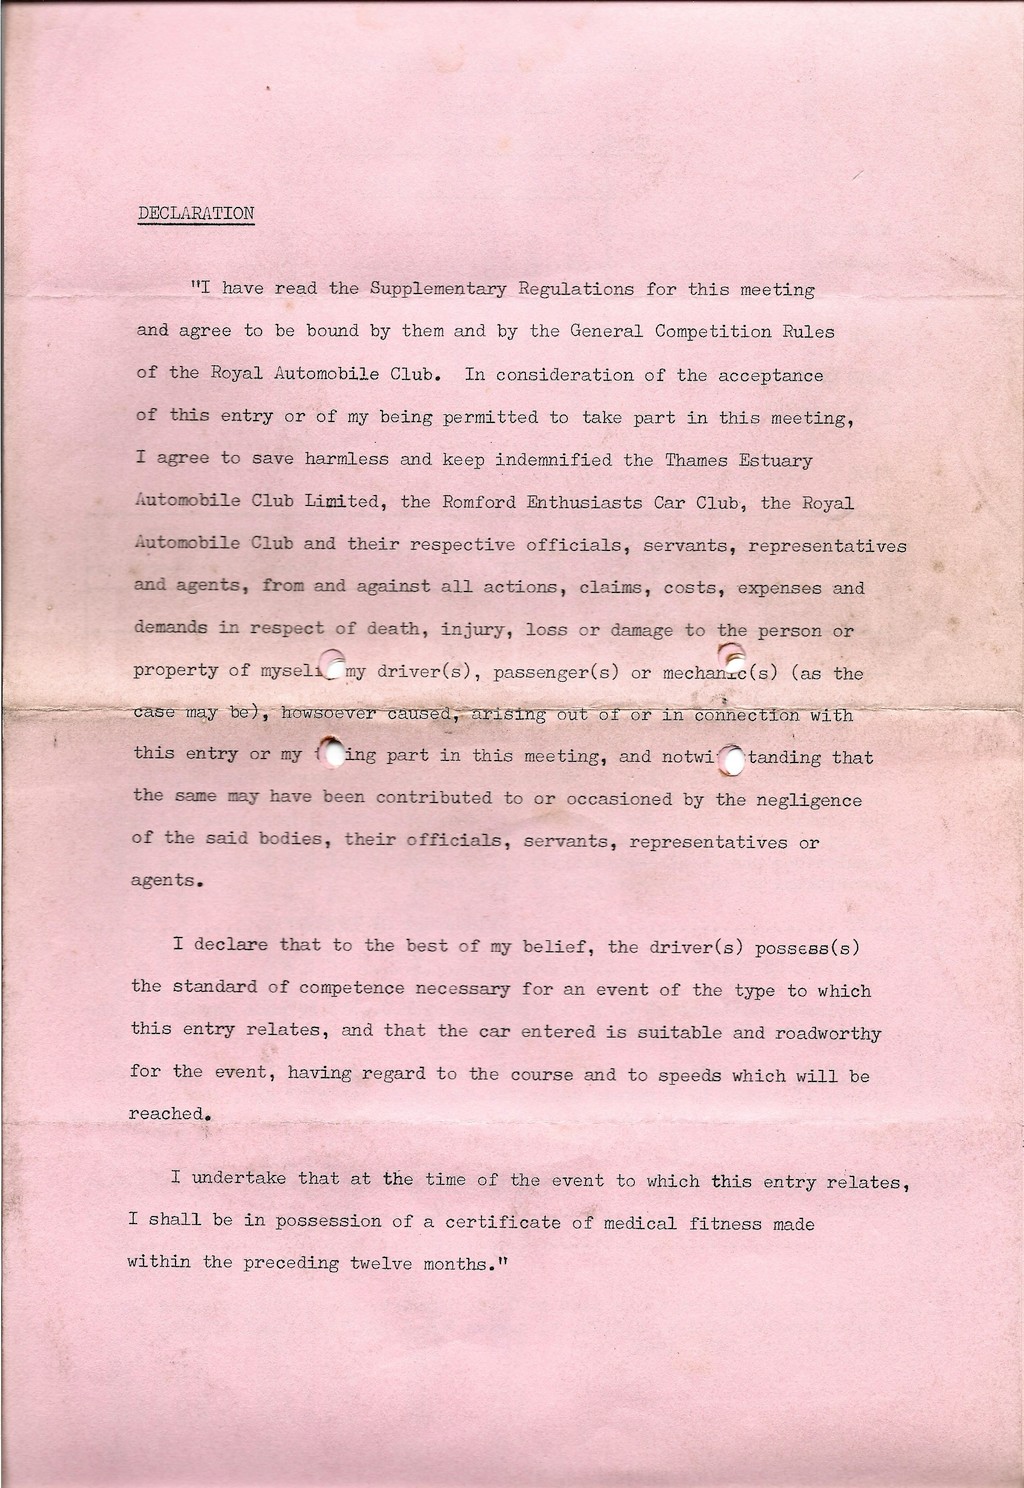 DECLARATION
"I have read the Supplementary Regulations for this meeting
and agree to be bound by them and by the General Competition Rules
of the Royal Automobile Club. In consideration of the acceptance
of this entry or of my being permitted to take part in this meeting,
I agree to save harmless and keep indemnified the Thames Estuary
Automobile Club Limited, the Romford Enthusiasts Car Club, the Royal
Automobile Club and their respective officials, servants, representatives
and agents, from and against all actions, claims, costs, expenses and
demands in respect of death, injury, loss or damage to the person or
property of my driver(s), passenger(s) or mechanic(s) (as the
case may be), howsoever caused, arising out of or in connection with
this entry or my part in this meeting, and that
the same may have been contributed to or occasioned by the negligence
of the said bodies, their officials, servants, representatives or
agents.
I declare that to the best of my belief, the driver(s) possess(s)
the standard of competence necessary for an event of the type to which
this entry relates, and that the car entered is suitable and roadworthy
for the event, having regard to the course and to speeds which will be
reached.
I undertake that at the time of the event to which this entry relates,
I shall be in possession of a certificate of medical fitness made
within the preceding twelve months."